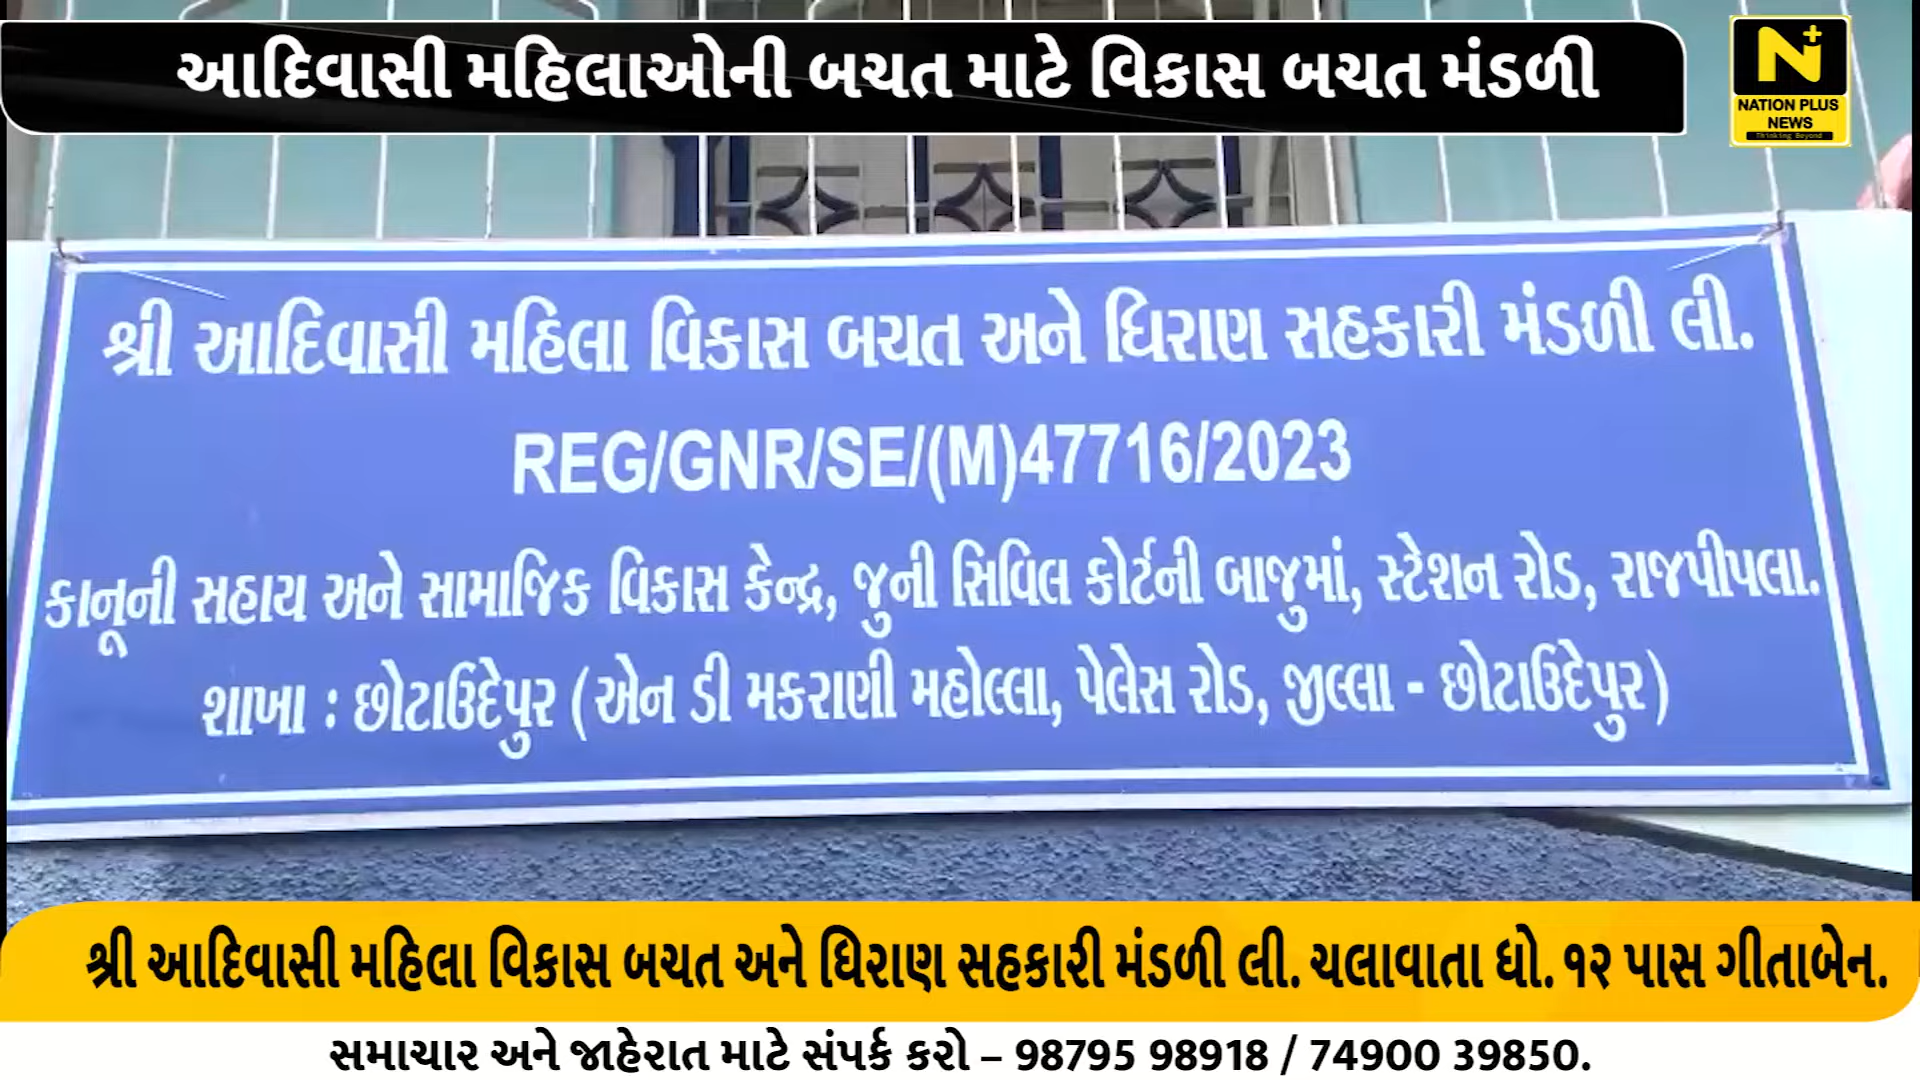 આદિવાસી મહિલાઓની બચત માટે વિકાસ બચત મંડળી
N+
NATION PLUS
NEWS
Thinking Beyond
શ્રી આદિવાસી મહિલા વિકાસ બચત અને ધિરાણ સહકારી મંડળી લી.
REG/GNR/SE/(M)47716/2023
કાનૂની સહાય અને સામાજિક વિકાસ કેન્દ્ર, જુની સિવિલ કોર્ટની બાજુમાં, સ્ટેશન રોડ, રાજપીપલા.
શાખા : છોટાઉદેપુર (એન ડી મકરાણી મહોલ્લા, પેલેસ રોડ, જીલ્લા - છોટાઉદેપુર)
શ્રી આદિવાસી મહિલા વિકાસ બચત અને ધિરાણ સહકારી મંડળી લી. ચલાવાતા ધો. ૧૨ પાસ ગીતાબેન.
સમાચાર અને જાહેરાત માટે સંપર્ક કરો – 98795 98918 / 74900 39850.